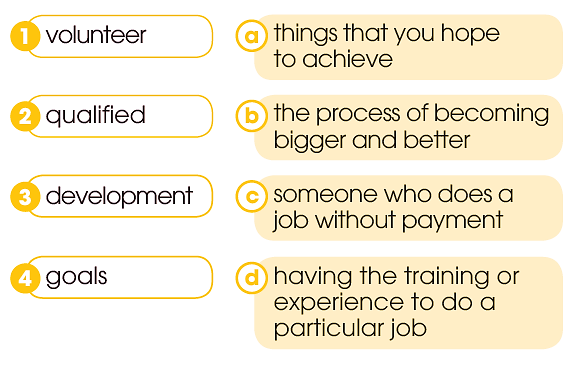 1 volunteer
a things that you hope
to achieve
2 qualified
b the process of becoming
bigger and better
3 development
c someone who does a
job without payment
4 goals
d having the training or
experience to do a
particular job